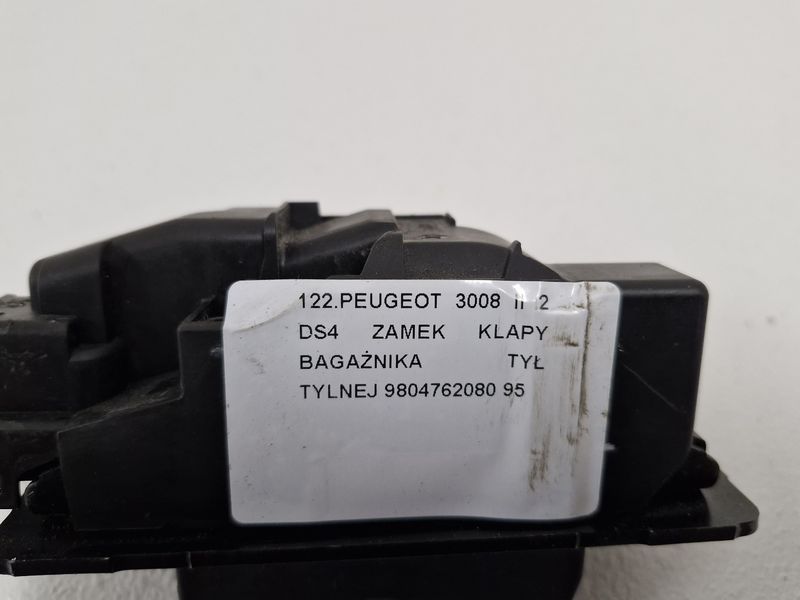 122.PEUGEOT 3008 II 2
DS4 ZAMEK KLAPY
BAGAŻNIKA TYŁ
TYLNEJ 9804762080 95